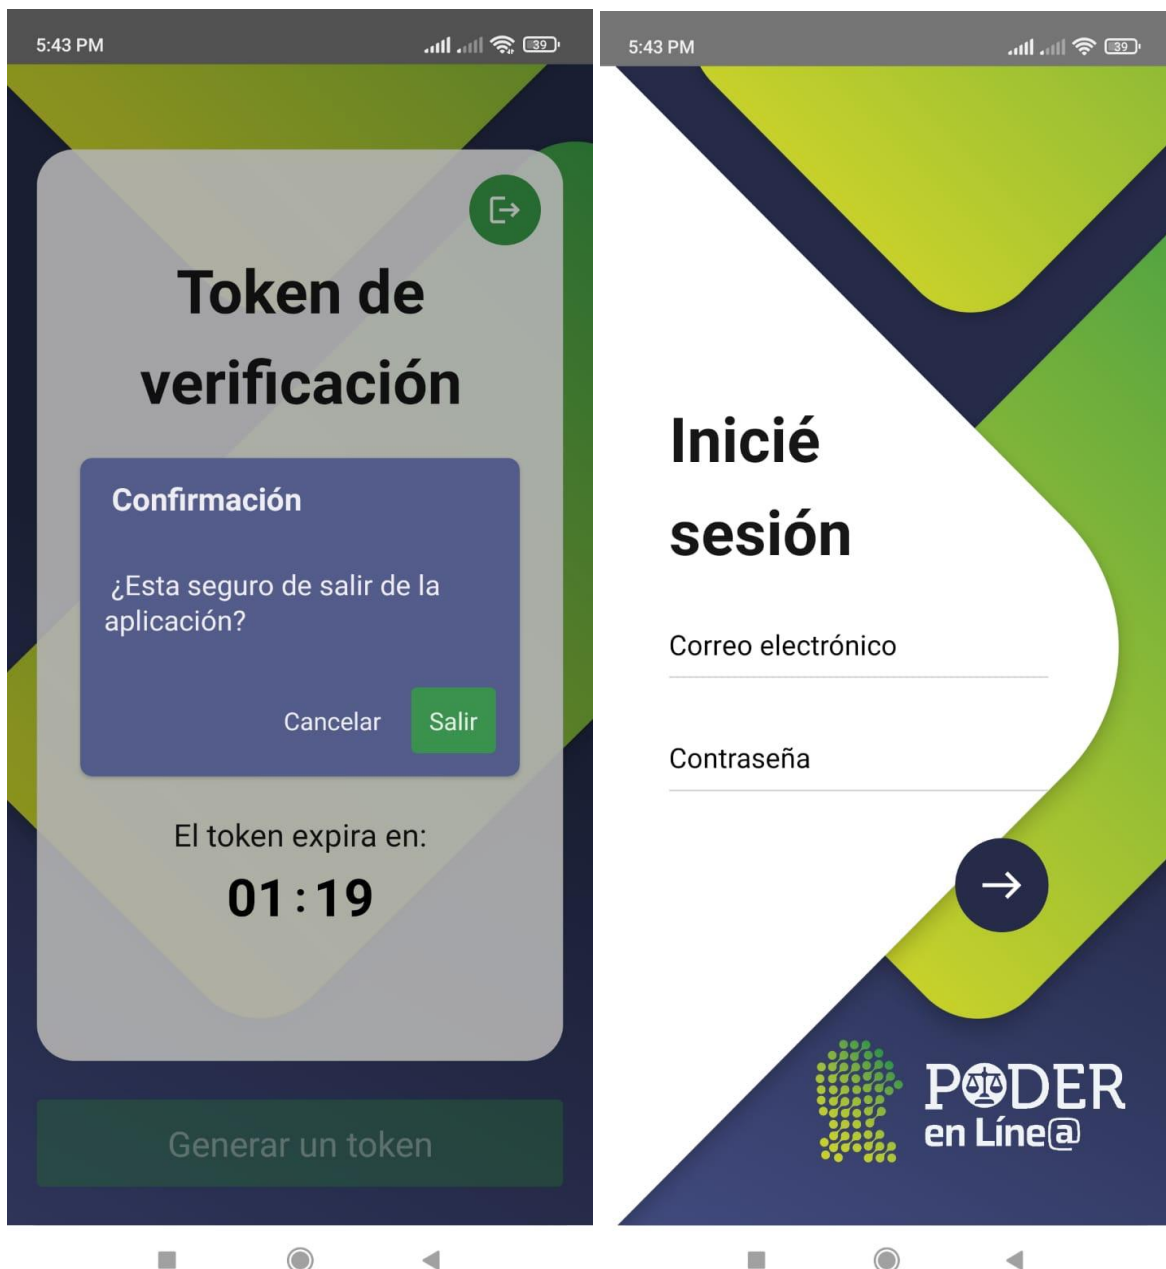 5:43 PM
39
Token de
verificación
Confirmación
¿Esta seguro de salir de la
aplicación?
Cancelar Salir
El token expira en:
01:19
Generar un token
5:43 PM
39
Inicié
sesión
Correo electrónico
Contraseña
PODER
en Líne@